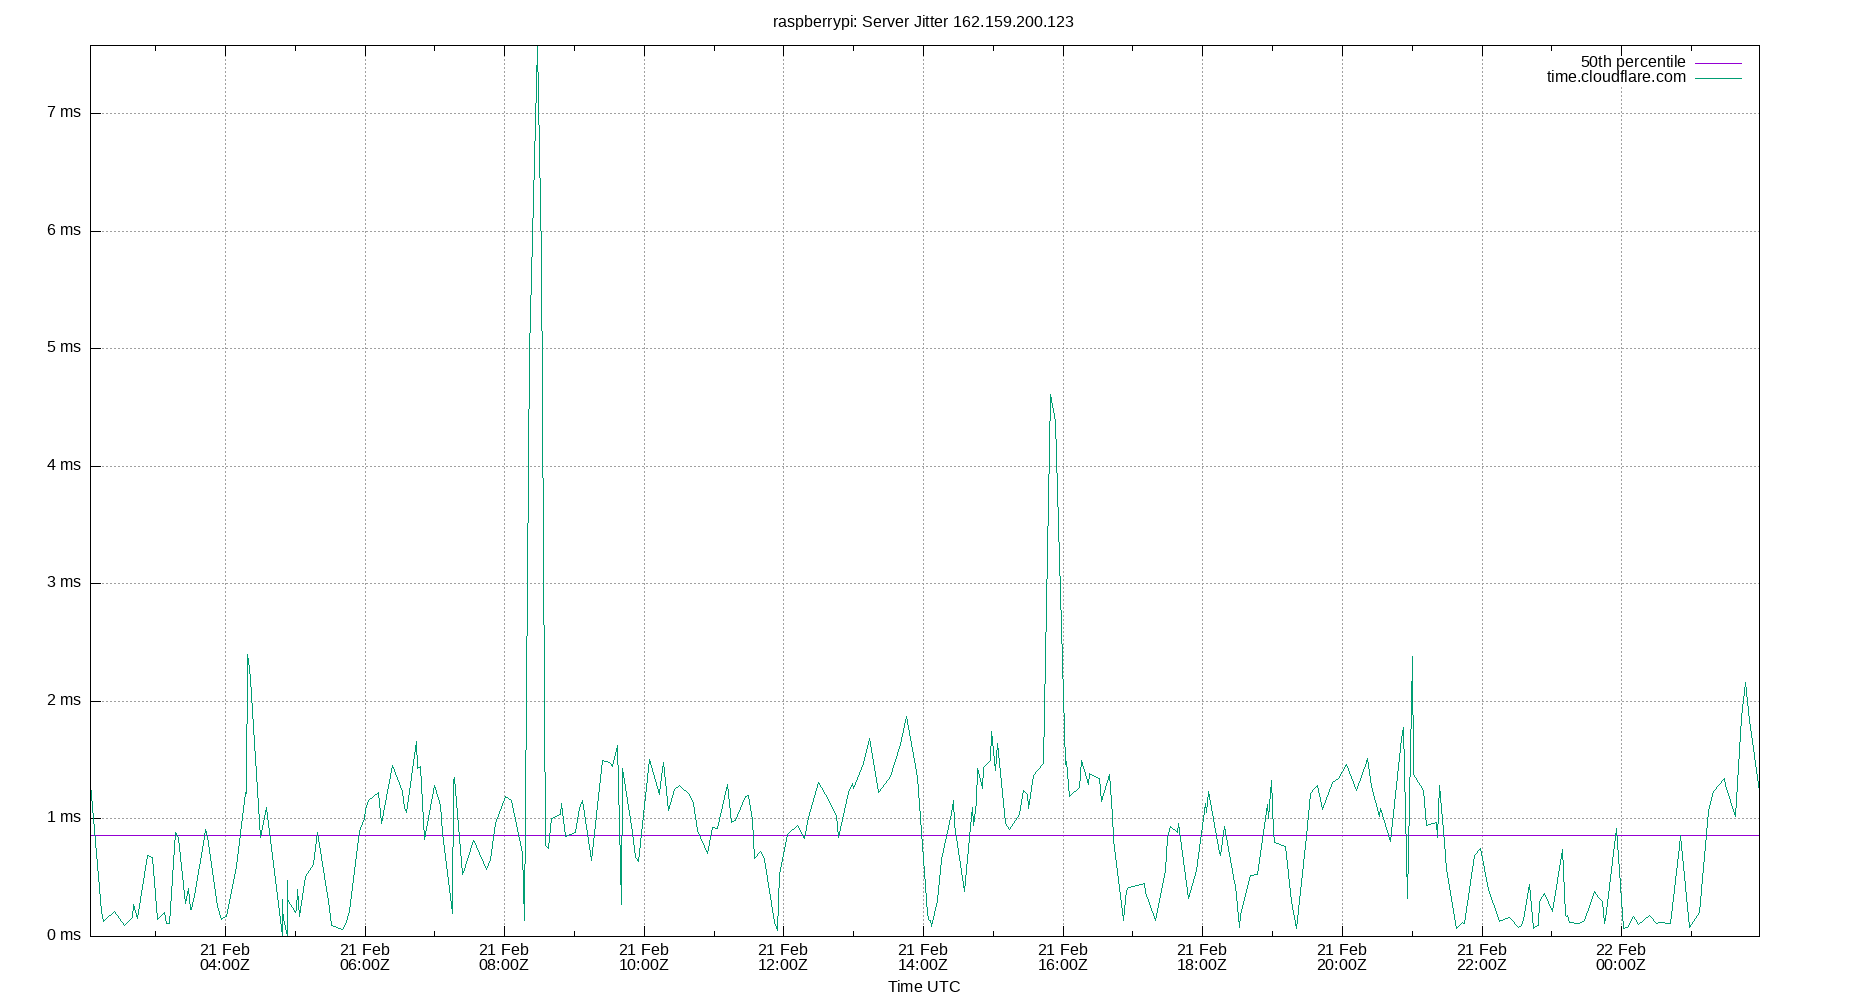 raspberrypi: Server Jitter 162.159.200.123
50th percentile
time.cloudflare.com
7 ms
6 ms
5 ms
4 ms
3 ms
2 ms
1 ms
0 ms
21 Feb
04:00Z
21 Feb
06:00Z
21 Feb
08:00Z
21 Feb
10:00Z
21 Feb
12:00Z
21 Feb
14:00Z
21 Feb
16:00Z
21 Feb
18:00Z
21 Feb
20:00Z
21 Feb
22:00Z
22 Feb
00:00Z
Time UTC